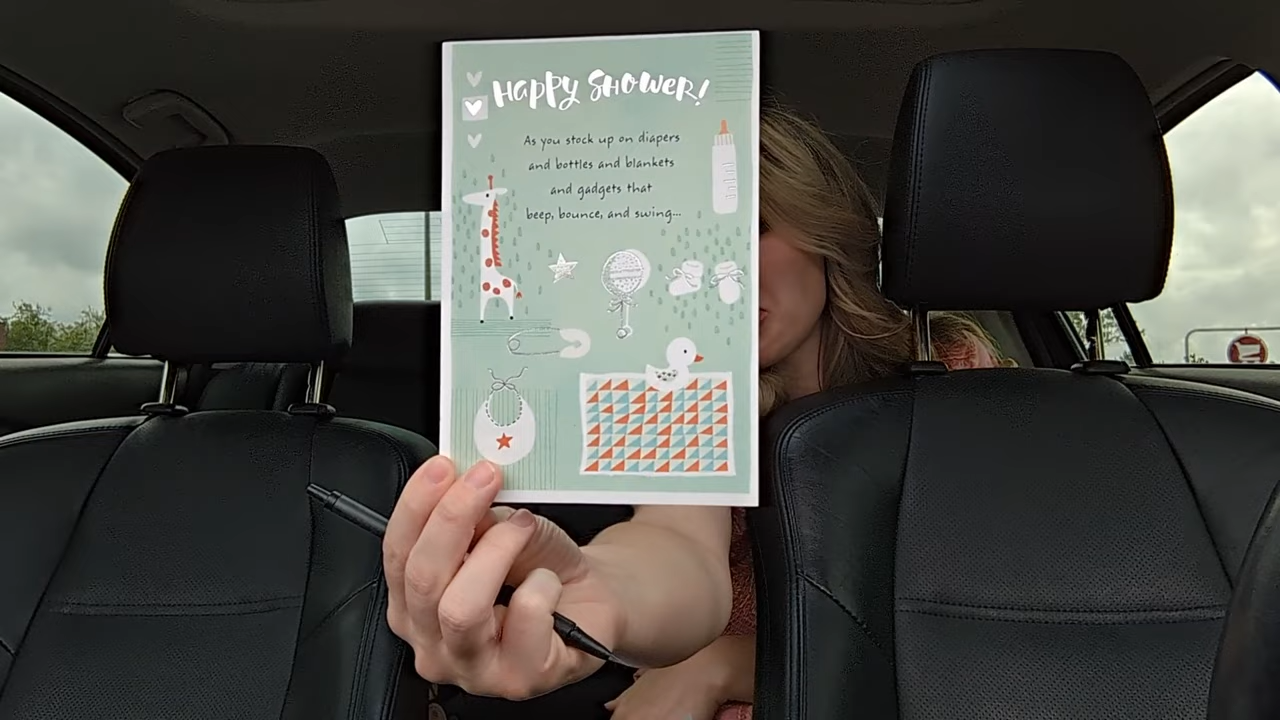 Happy Shower!
As you stock up on diapers
and bottles and blankets
and gadgets that
beep, bounce, and swing...